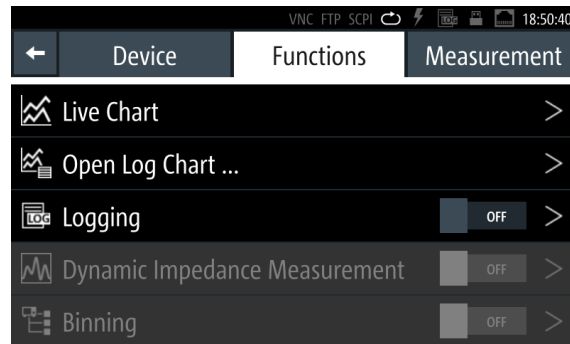 VNC FTP SCPI LOG 18:50:40
Device Functions Measurement
Live Chart >
Open Log Chart ... >
LOG Logging OFF >
Dynamic Impedance Measurement OFF >
Binning OFF >